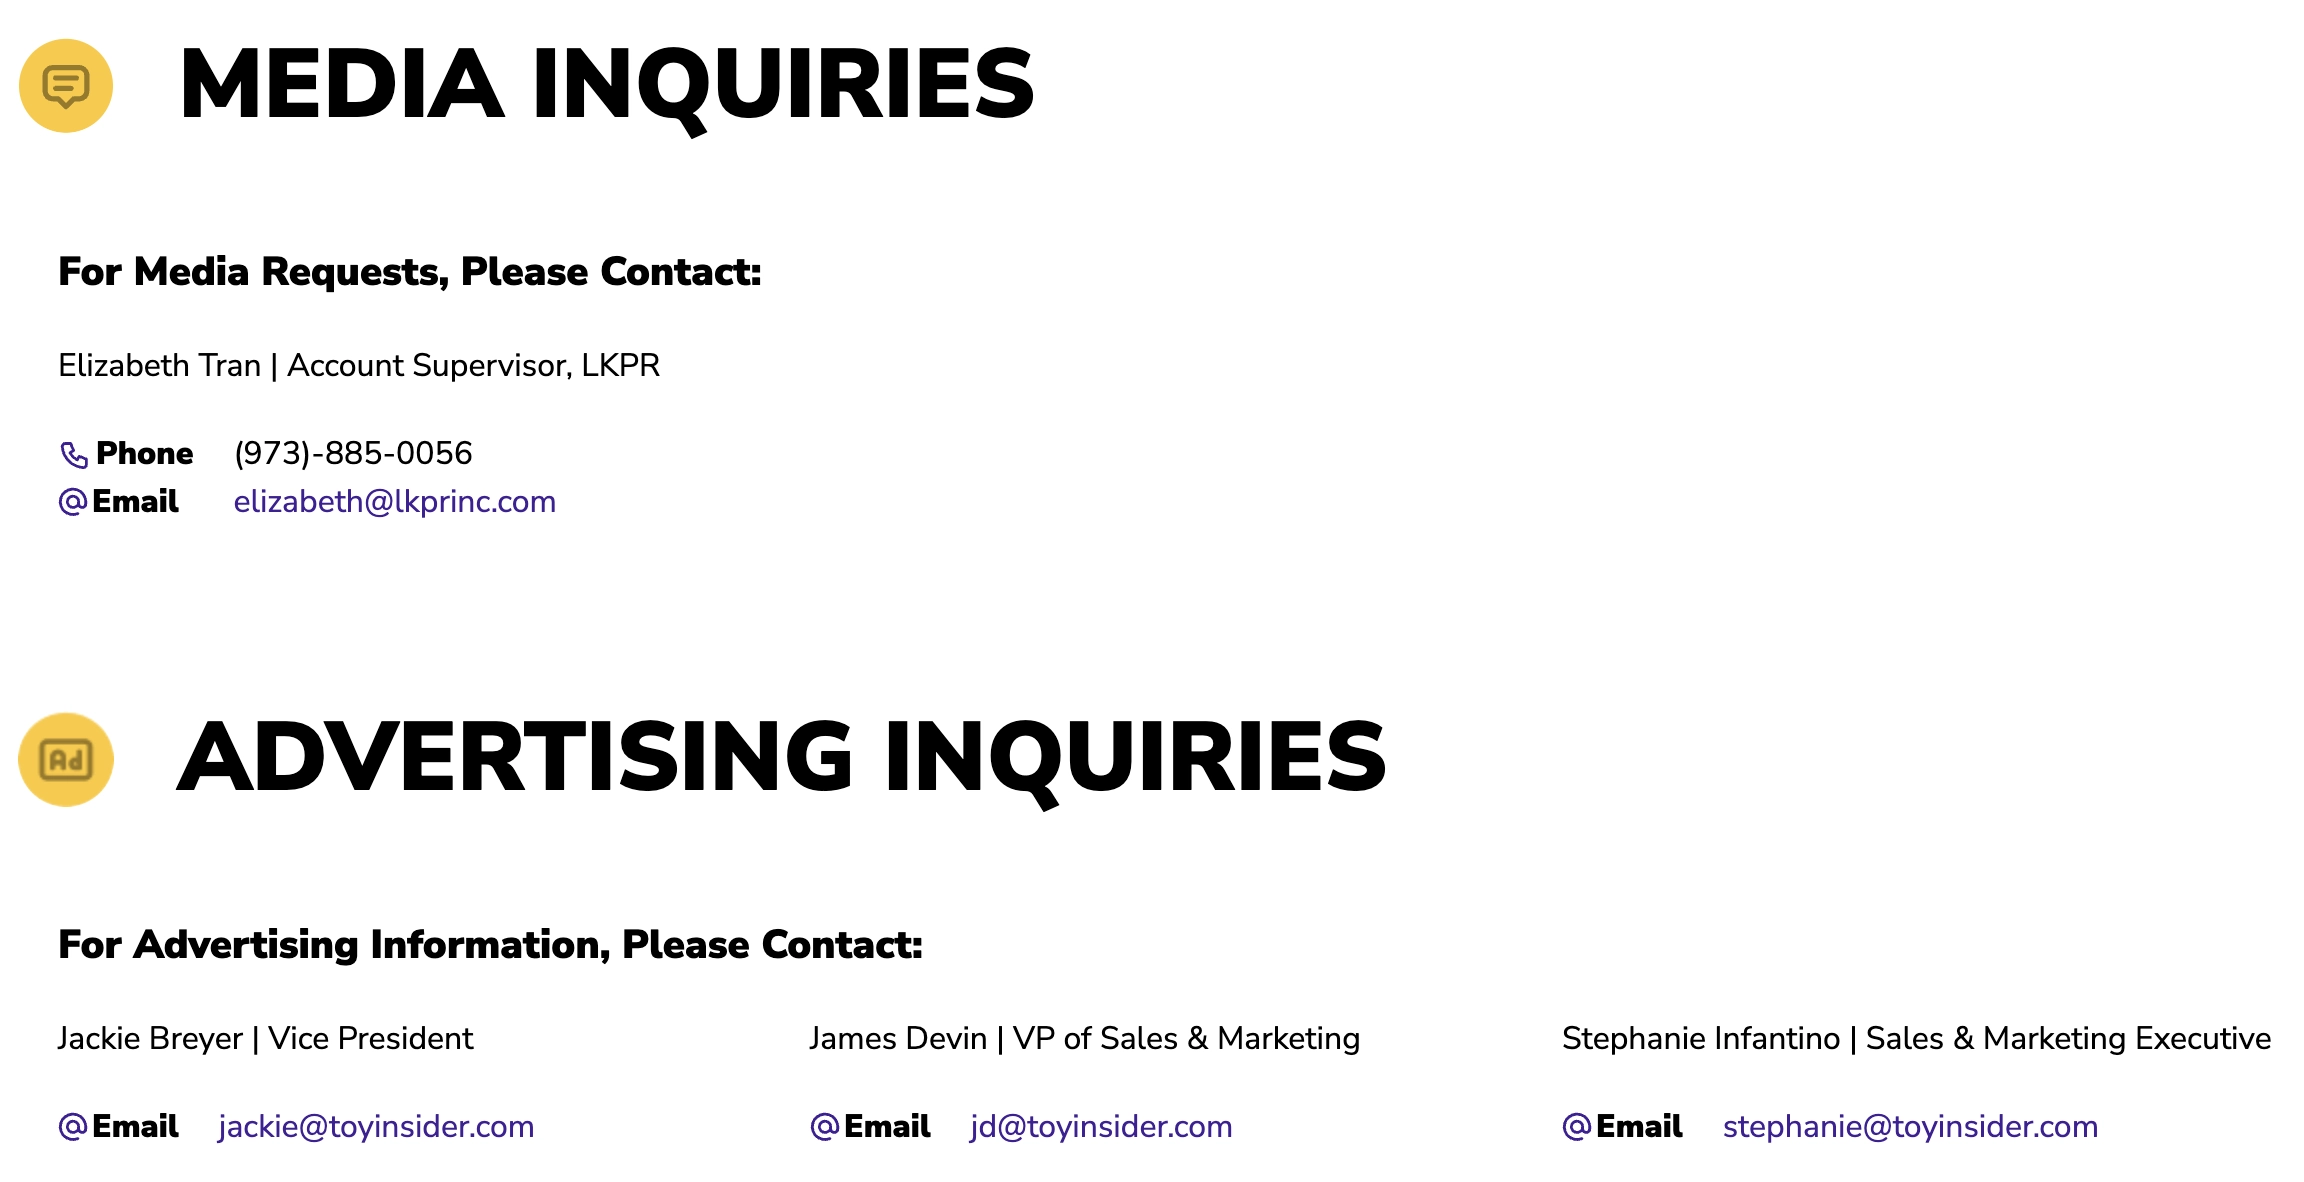 MEDIA INQUIRIES
For Media Requests, Please Contact:
Elizabeth Tran | Account Supervisor, LKPR
Phone (973)-885-0056
@ Email elizabeth@lkprinc.com
Ad ADVERTISING INQUIRIES
For Advertising Information, Please Contact:
Jackie Breyer | Vice President
@ Email jackie@toyinsider.com
James Devin | VP of Sales & Marketing
@ Email jd@toyinsider.com
Stephanie Infantino | Sales & Marketing Executive
@ Email stephanie@toyinsider.com